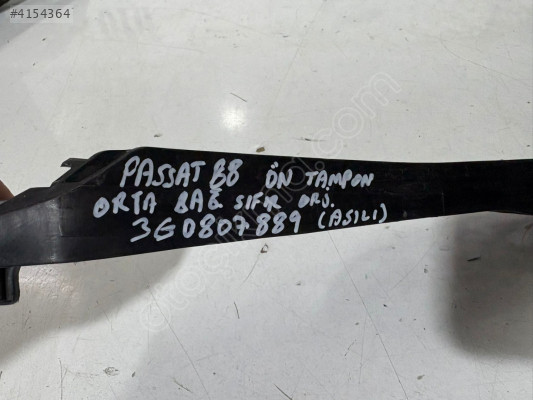 #4154364
PASSAT B8 ÖN TAMPON
ORTA BAĞ SIFIR ORJ.
3G0807889 (ASILI)